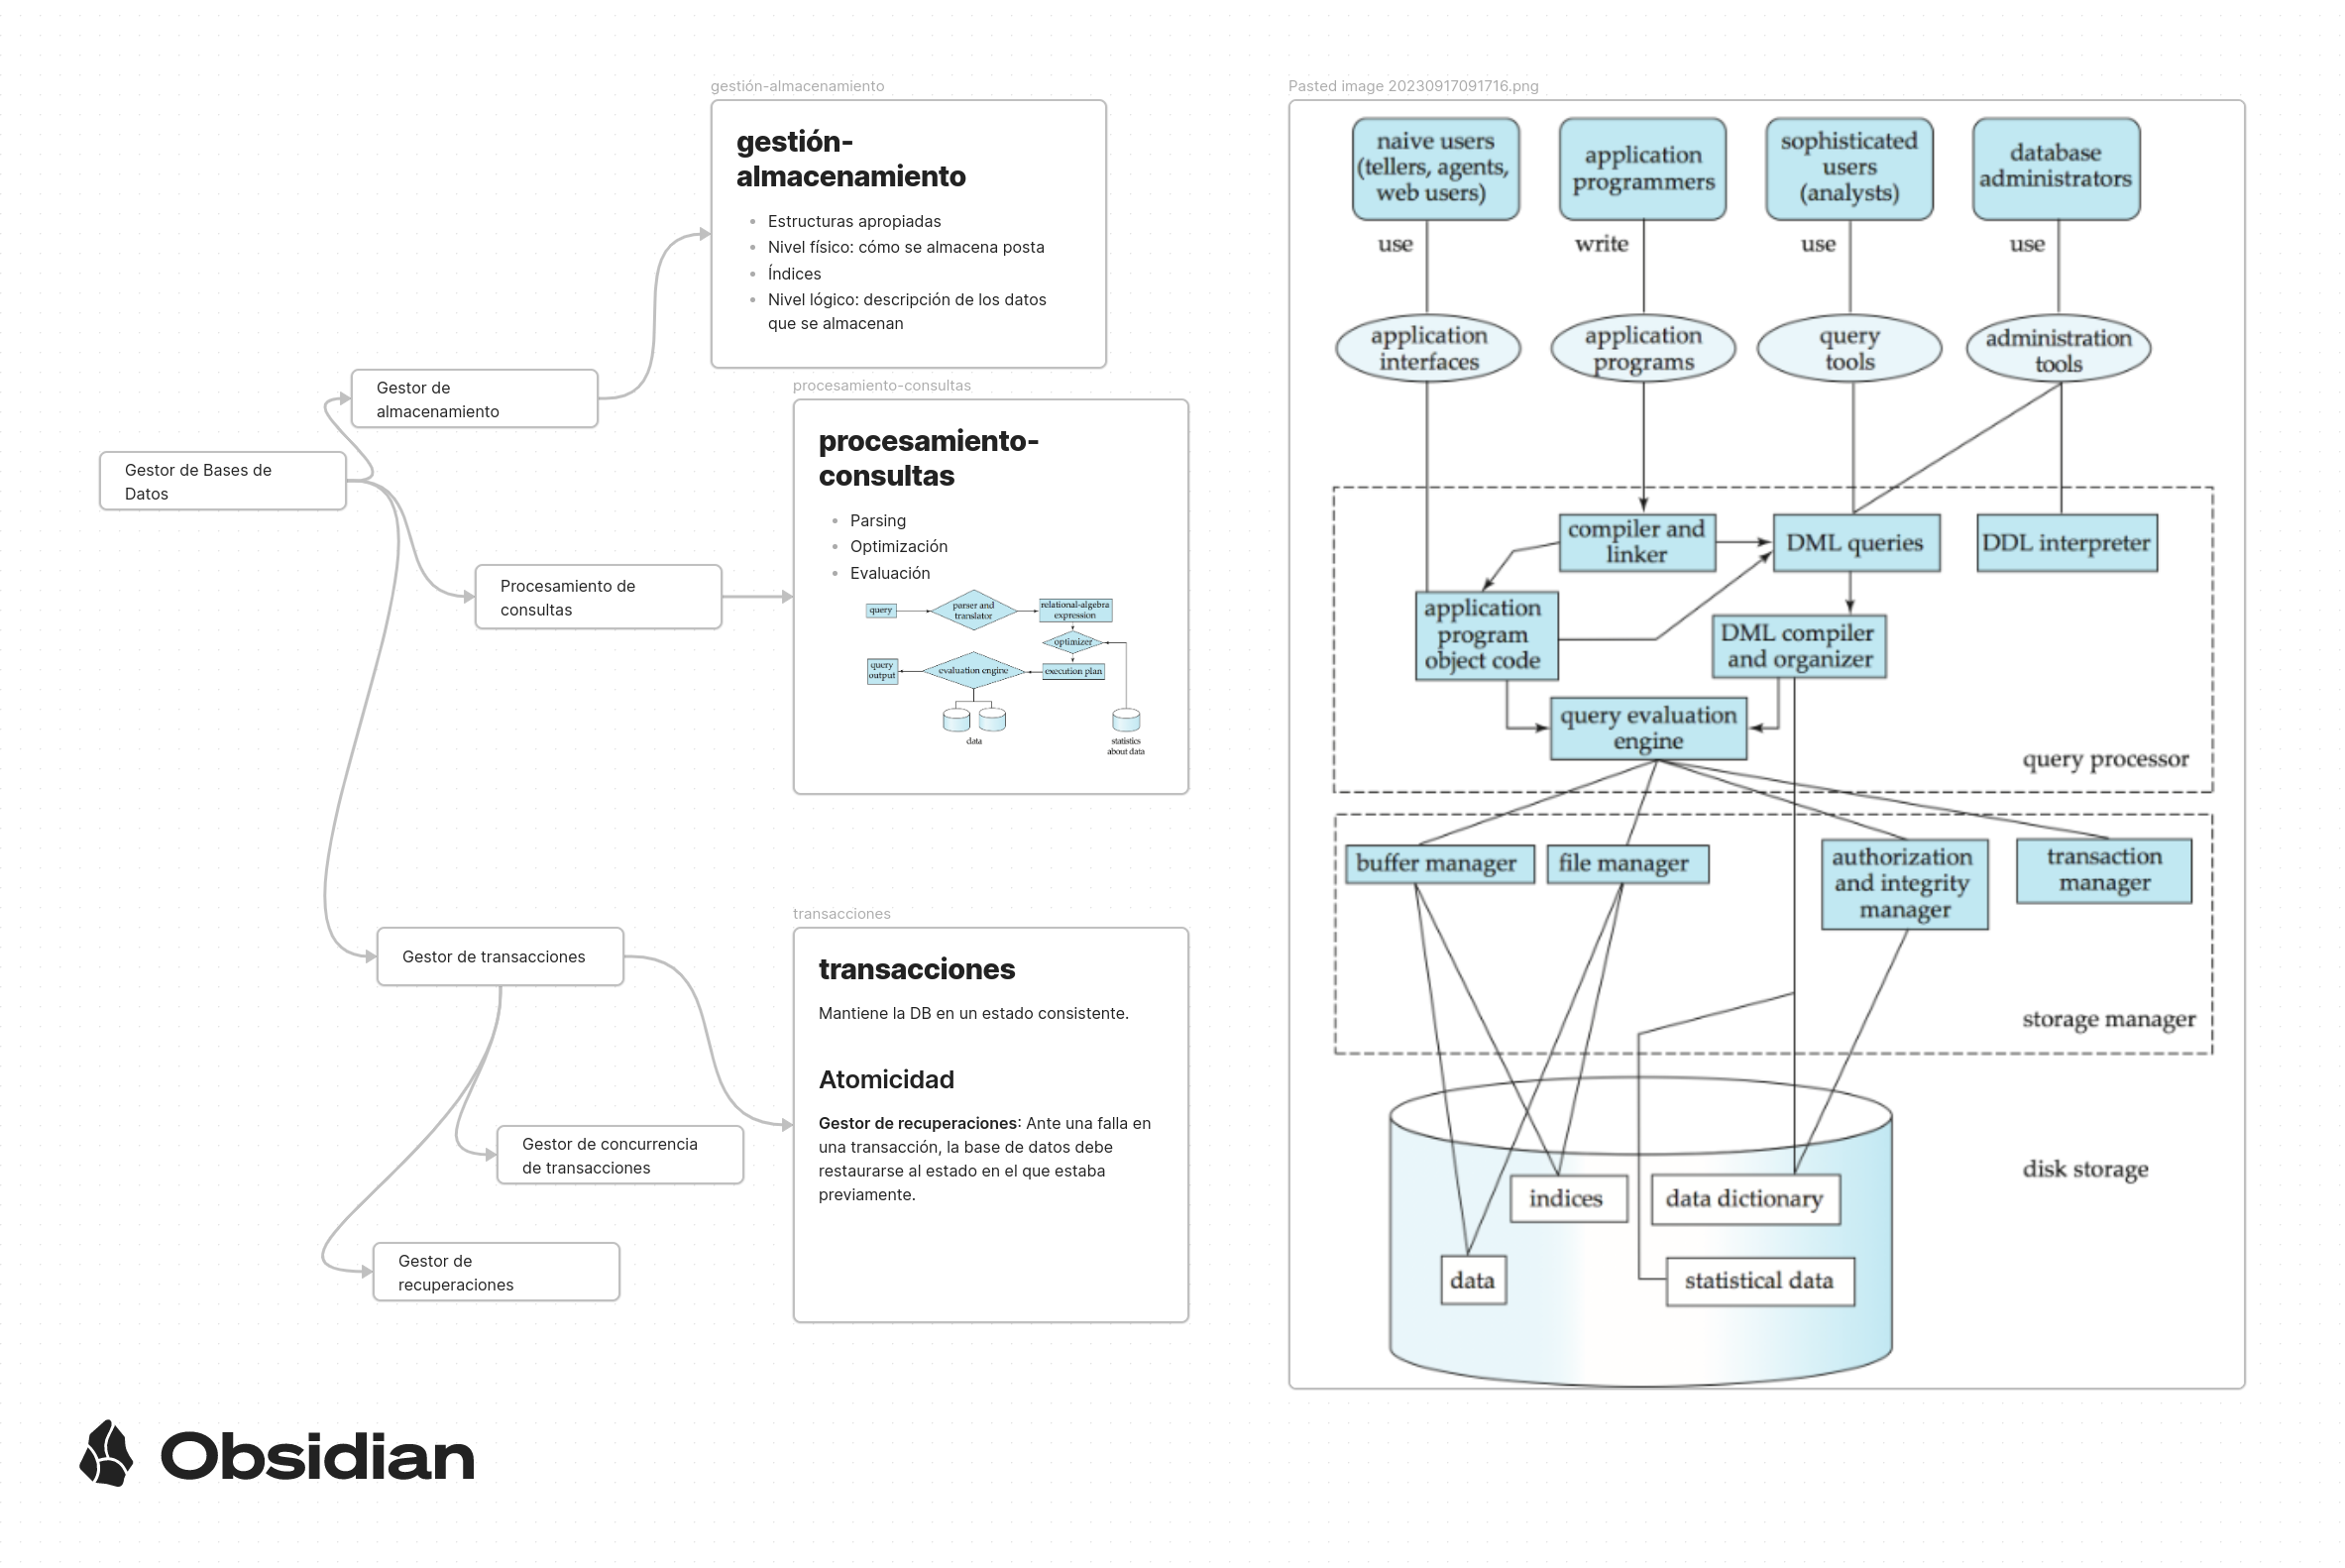 gestión-almacenamiento
gestión-
almacenamiento
Estructuras apropiadas
Nivel físico: cómo se almacena posta
Índices
Nivel lógico: descripción de los datos
que se almacenan
Gestor de
almacenamiento
Gestor de Bases de
Datos
procesamiento-consultas
procesamiento-
consultas
Parsing
Optimización
Evaluación
query
parser and
translator
relational-algebra
expression
optimizer
query
output
evaluation engine
execution plan
data
statistics
about data
Procesamiento de
consultas
Gestor de transacciones
transacciones
transacciones
Mantiene la DB en un estado consistente.
Atomicidad
Gestor de recuperaciones: Ante una falla en
una transacción, la base de datos debe
restaurarse al estado en el que estaba
previamente.
Gestor de concurrencia
de transacciones
Gestor de
recuperaciones
Pasted image 20230917091716.png
naive users
(tellers, agents,
web users)
application
programmers
sophisticated
users
(analysts)
database
administrators
use
write
use
use
application
interfaces
application
programs
query
tools
administration
tools
compiler and
linker
DML queries
DDL interpreter
application
program
object code
DML compiler
and organizer
query evaluation
engine
query processor
buffer manager
file manager
authorization
and integrity
manager
transaction
manager
storage manager
disk storage
indices
data dictionary
data
statistical data
Obsidian